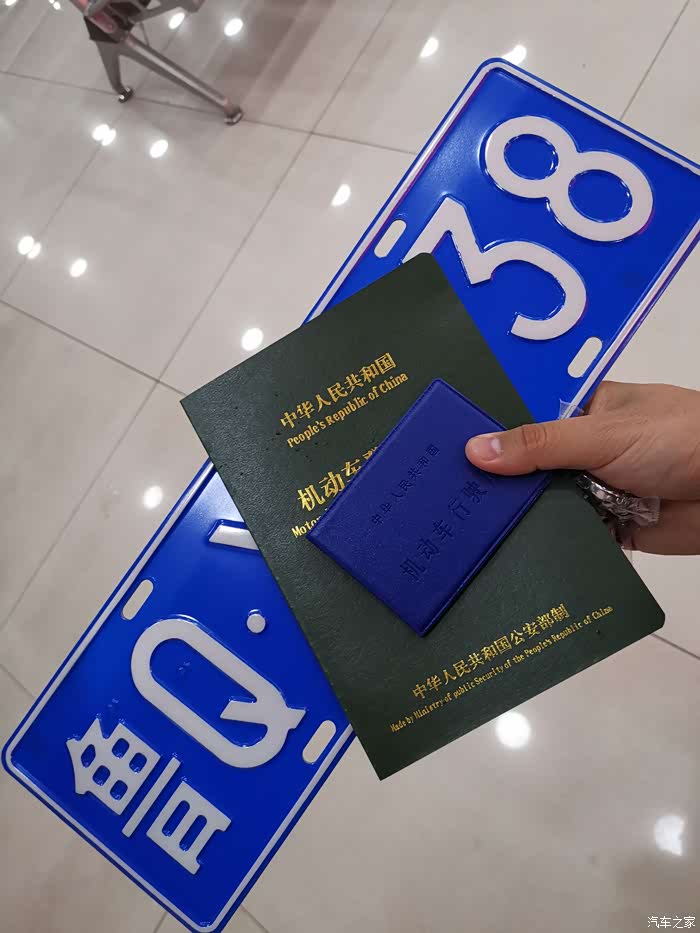 鲁Q·
38
中华人民共和国
People's Republic of China
机动车
Motor
中华人民共和国
机动车行驶
中华人民共和国公安部制
Made by Ministry of public Security of the People's Republic of China
汽车之家